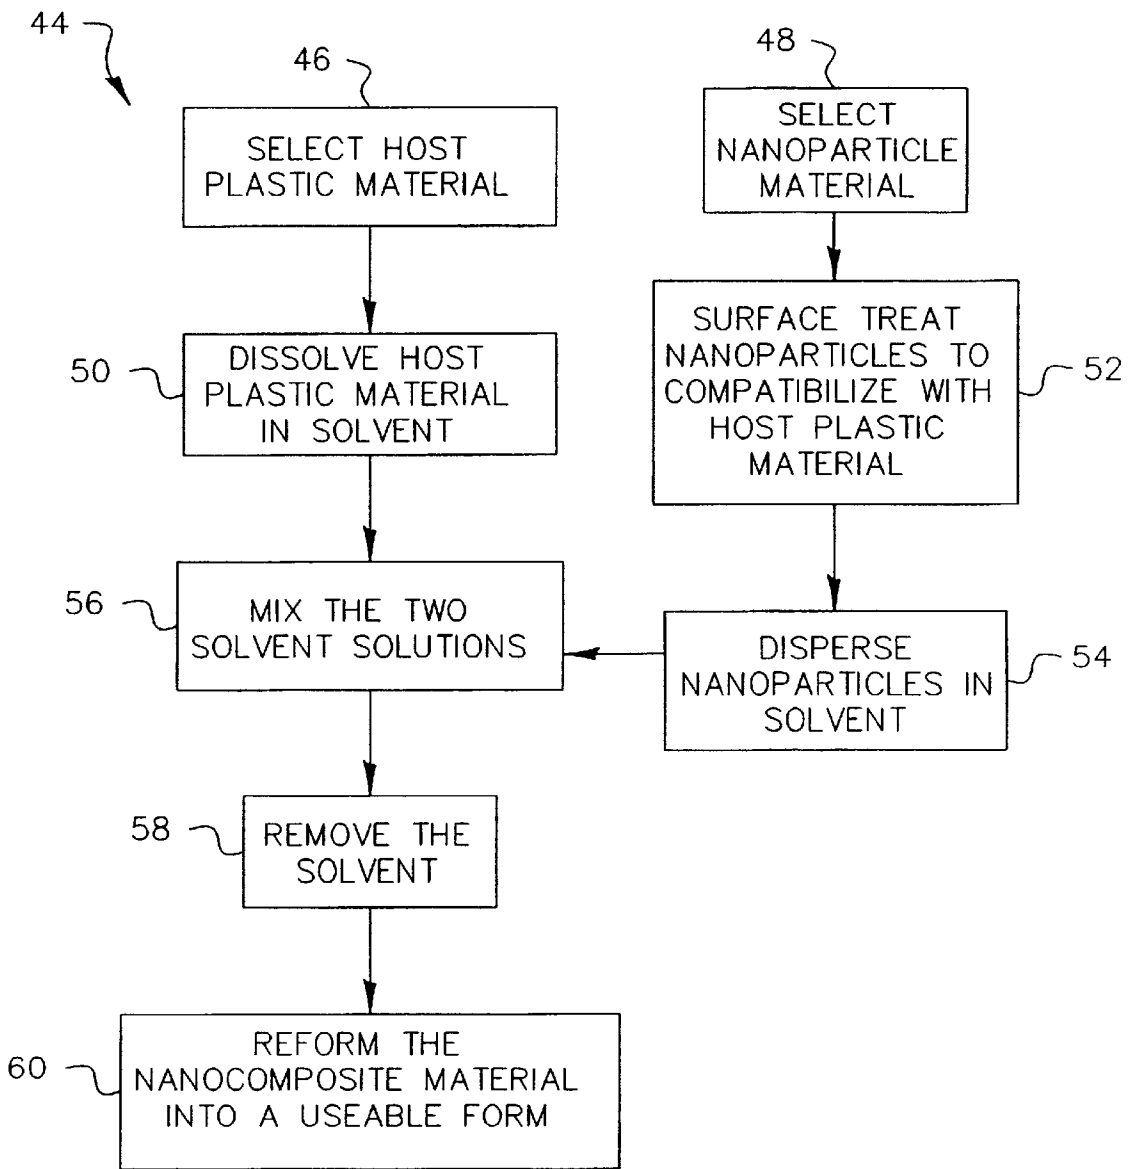 44
46
SELECT HOST
PLASTIC MATERIAL
48
SELECT
NANOPARTICLE
MATERIAL
50
DISSOLVE HOST
PLASTIC MATERIAL
IN SOLVENT
SURFACE TREAT
NANOPARTICLES TO
COMPATIBILIZE WITH
HOST PLASTIC
MATERIAL
52
56
MIX THE TWO
SOLVENT SOLUTIONS
DISPERSE
NANOPARTICLES IN
SOLVENT
54
58
REMOVE THE
SOLVENT
60
REFORM THE
NANOCOMPOSITE MATERIAL
INTO A USEABLE FORM